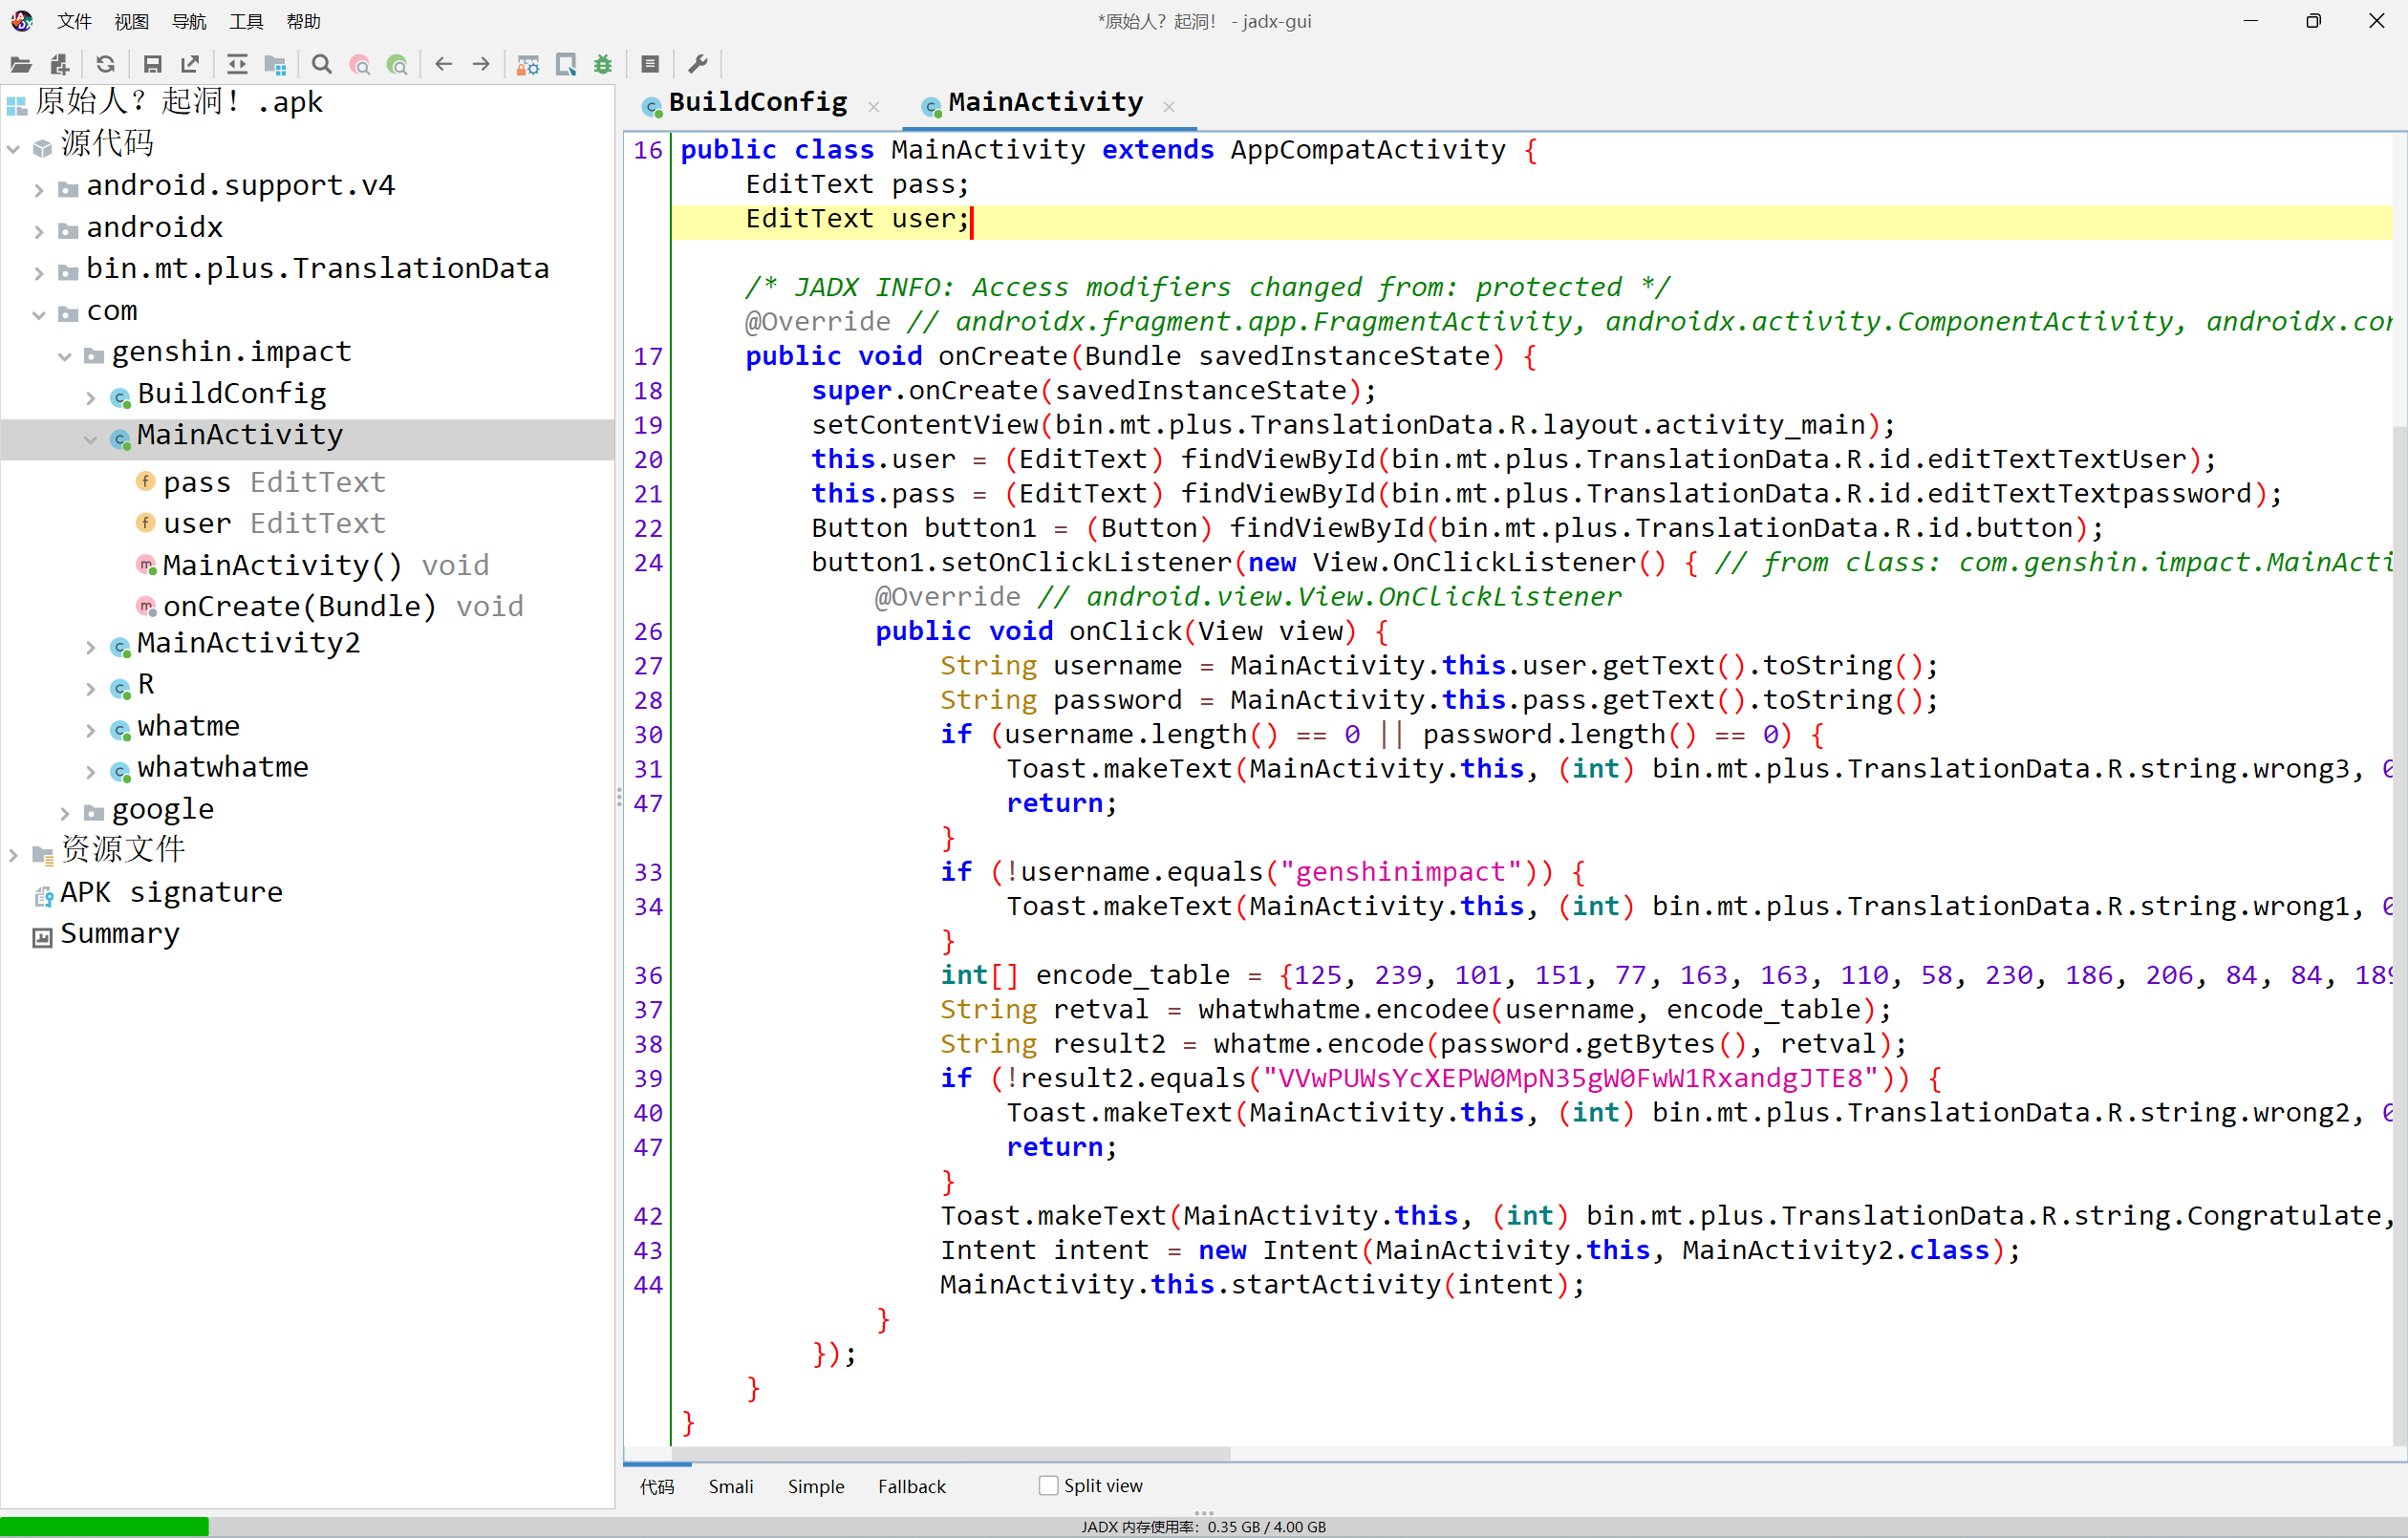 文件 视图 导航 工具 帮助
*原始人？起洞！ - jadx-gui
原始人？起洞！.apk
源代码
android.support.v4
androidx
bin.mt.plus.TranslationData
com
genshin.impact
BuildConfig
MainActivity
pass EditText
user EditText
MainActivity() void
onCreate(Bundle) void
MainActivity2
R
whatme
whatwhatme
google
资源文件
APK signature
Summary
BuildConfig × MainActivity ×
16 public class MainActivity extends AppCompatActivity {
EditText pass;
EditText user;
/* JADX INFO: Access modifiers changed from: protected */
@Override // androidx.fragment.app.FragmentActivity, androidx.activity.ComponentActivity, androidx.cor
17 public void onCreate(Bundle savedInstanceState) {
18 super.onCreate(savedInstanceState);
19 setContentView(bin.mt.plus.TranslationData.R.layout.activity_main);
20 this.user = (EditText) findViewById(bin.mt.plus.TranslationData.R.id.editTextTextUser);
21 this.pass = (EditText) findViewById(bin.mt.plus.TranslationData.R.id.editTextTextpassword);
22 Button button1 = (Button) findViewById(bin.mt.plus.TranslationData.R.id.button);
24 button1.setOnClickListener(new View.OnClickListener() { // from class: com.genshin.impact.MainActi
@Override // android.view.View.OnClickListener
26 public void onClick(View view) {
27 String username = MainActivity.this.user.getText().toString();
28 String password = MainActivity.this.pass.getText().toString();
30 if (username.length() == 0 || password.length() == 0) {
31 Toast.makeText(MainActivity.this, (int) bin.mt.plus.TranslationData.R.string.wrong3, 0
47 return;
}
33 if (!username.equals("genshinimpact")) {
34 Toast.makeText(MainActivity.this, (int) bin.mt.plus.TranslationData.R.string.wrong1, 0
}
36 int[] encode_table = {125, 239, 101, 151, 77, 163, 163, 110, 58, 230, 186, 206, 84, 84, 189
37 String retval = whatwhatme.encodee(username, encode_table);
38 String result2 = whatme.encode(password.getBytes(), retval);
39 if (!result2.equals("VVwPUWsYcXEPW0MpN35gW0FwW1RxandgJTE8")) {
40 Toast.makeText(MainActivity.this, (int) bin.mt.plus.TranslationData.R.string.wrong2, 0
47 return;
}
42 Toast.makeText(MainActivity.this, (int) bin.mt.plus.TranslationData.R.string.Congratulate,
43 Intent intent = new Intent(MainActivity.this, MainActivity2.class);
44 MainActivity.this.startActivity(intent);
}
});
}
}
代码 Smali Simple Fallback Split view
JADX 内存使用率：0.35 GB / 4.00 GB